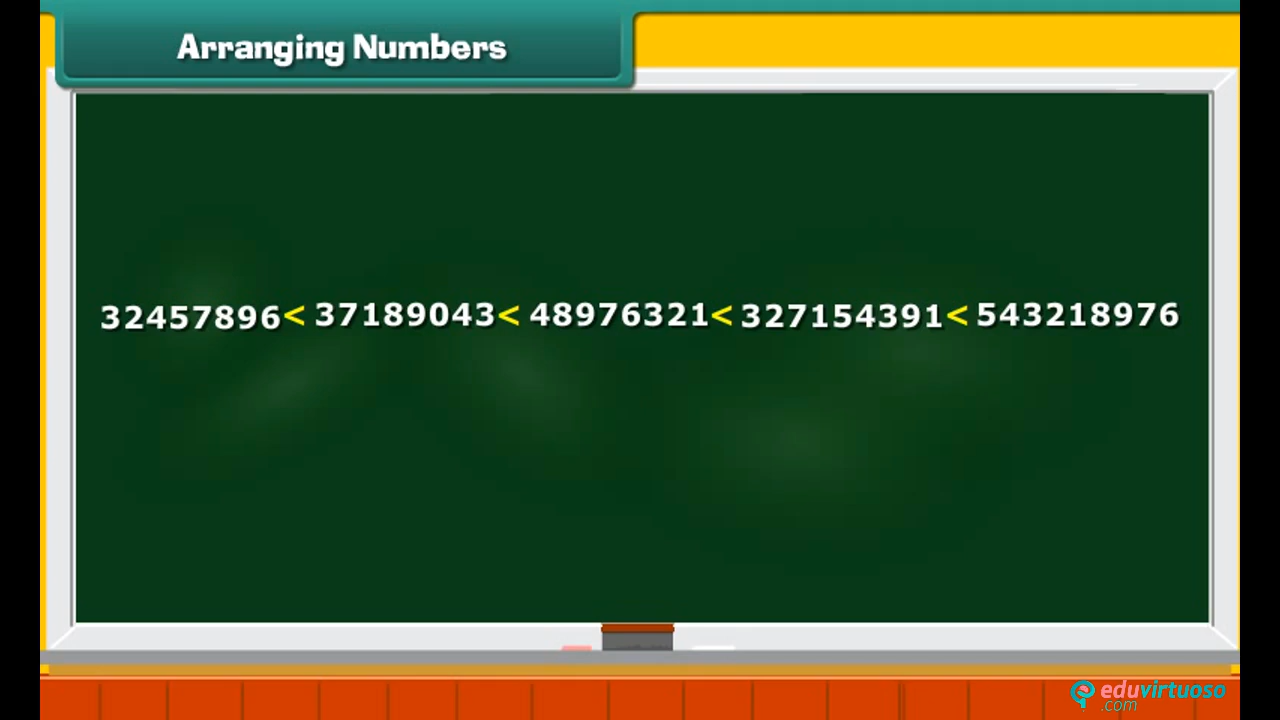 Arranging Numbers
32457896 < 37189043 < 48976321 < 327154391 < 543218976
eduvirtuoso
.com